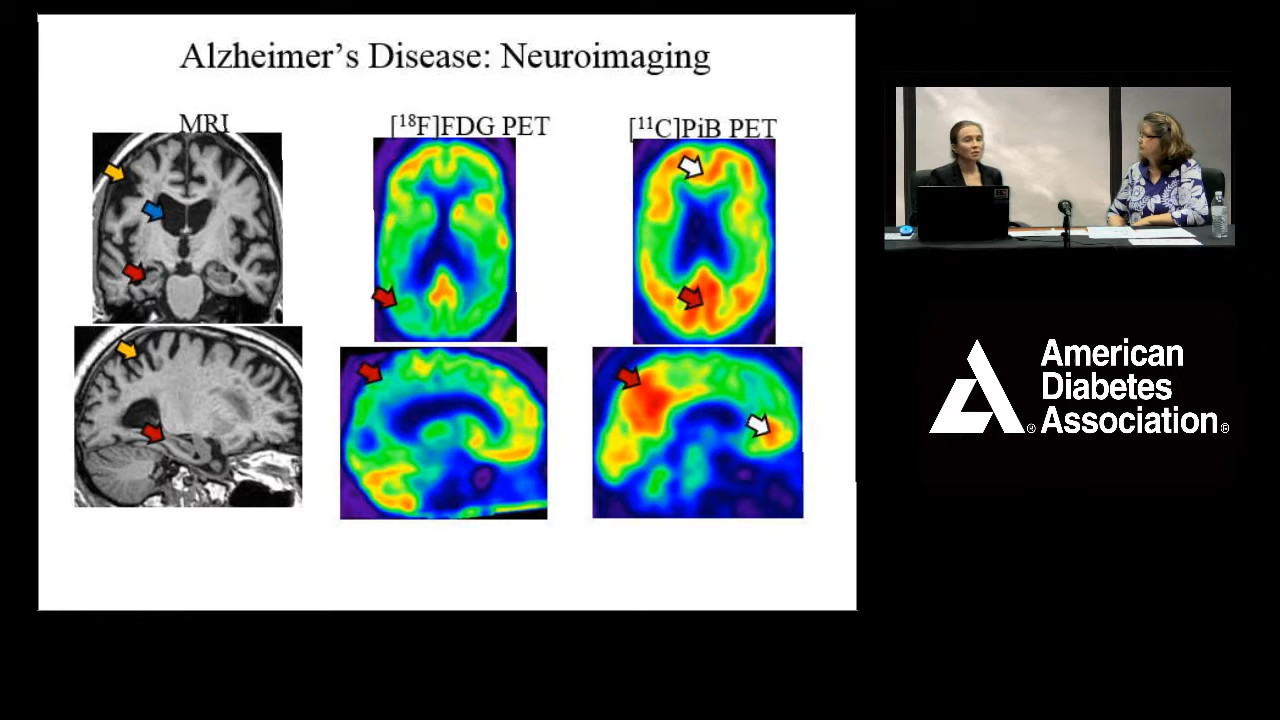 Alzheimer’s Disease: Neuroimaging
MRI
[¹⁸F]FDG PET
[¹¹C]PiB PET
American
Diabetes
Association®
®